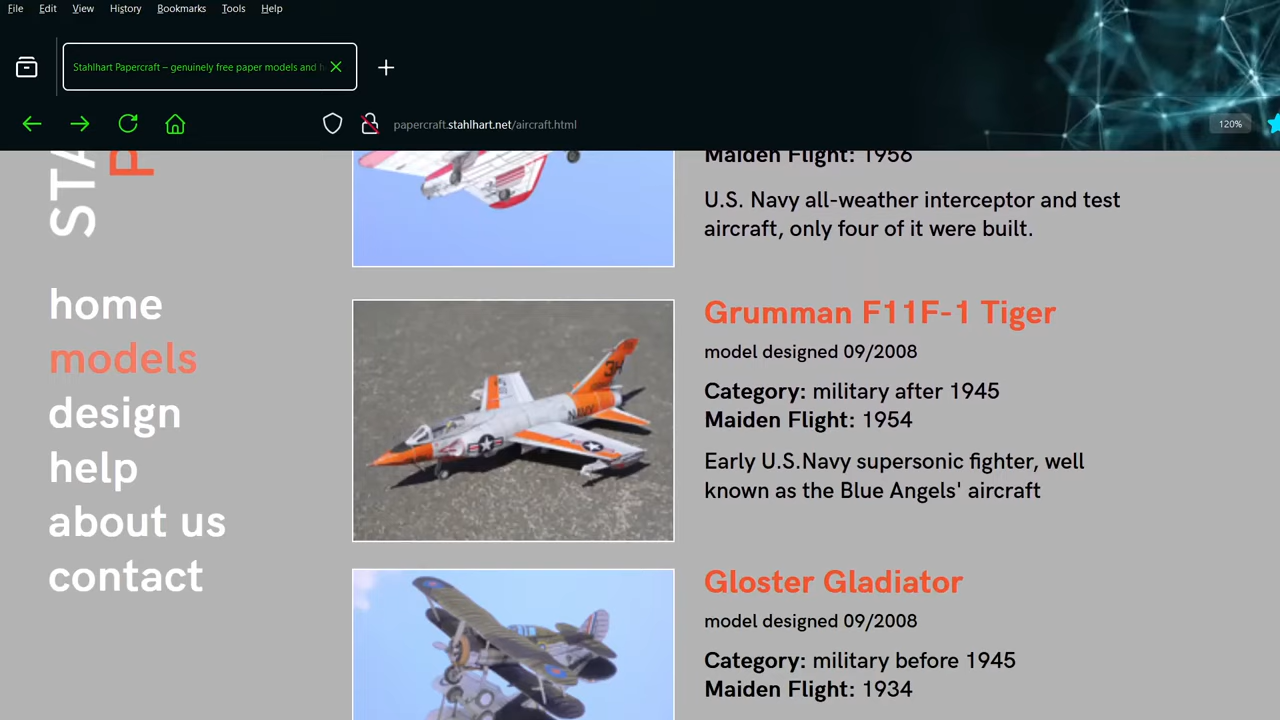 File Edit View History Bookmarks Tools Help
Stahlhart Papercraft – genuinely free paper models and
papercraft.stahlhart.net/aircraft.html
120%
STA
P
home
models
design
help
about us
contact
Maiden Flight: 1956
U.S. Navy all-weather interceptor and test
aircraft, only four of it were built.
Grumman F11F-1 Tiger
model designed 09/2008
Category: military after 1945
Maiden Flight: 1954
Early U.S.Navy supersonic fighter, well
known as the Blue Angels' aircraft
Gloster Gladiator
model designed 09/2008
Category: military before 1945
Maiden Flight: 1934